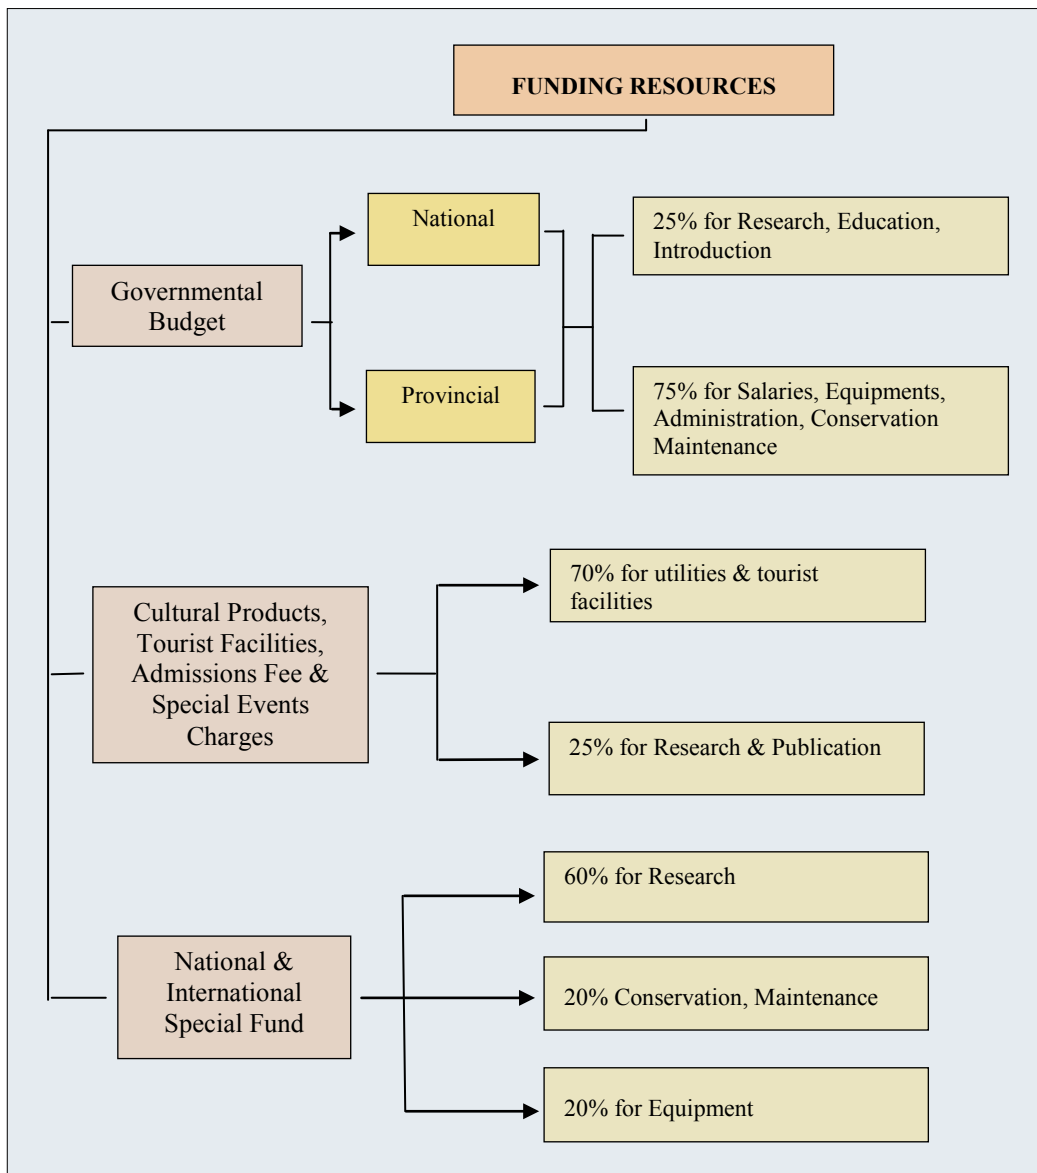 FUNDING RESOURCES
National
25% for Research, Education,
Introduction
Governmental
Budget
Provincial
75% for Salaries, Equipments,
Administration, Conservation
Maintenance
Cultural Products,
Tourist Facilities,
Admissions Fee &
Special Events
Charges
70% for utilities & tourist
facilities
25% for Research & Publication
National &
International
Special Fund
60% for Research
20% Conservation, Maintenance
20% for Equipment